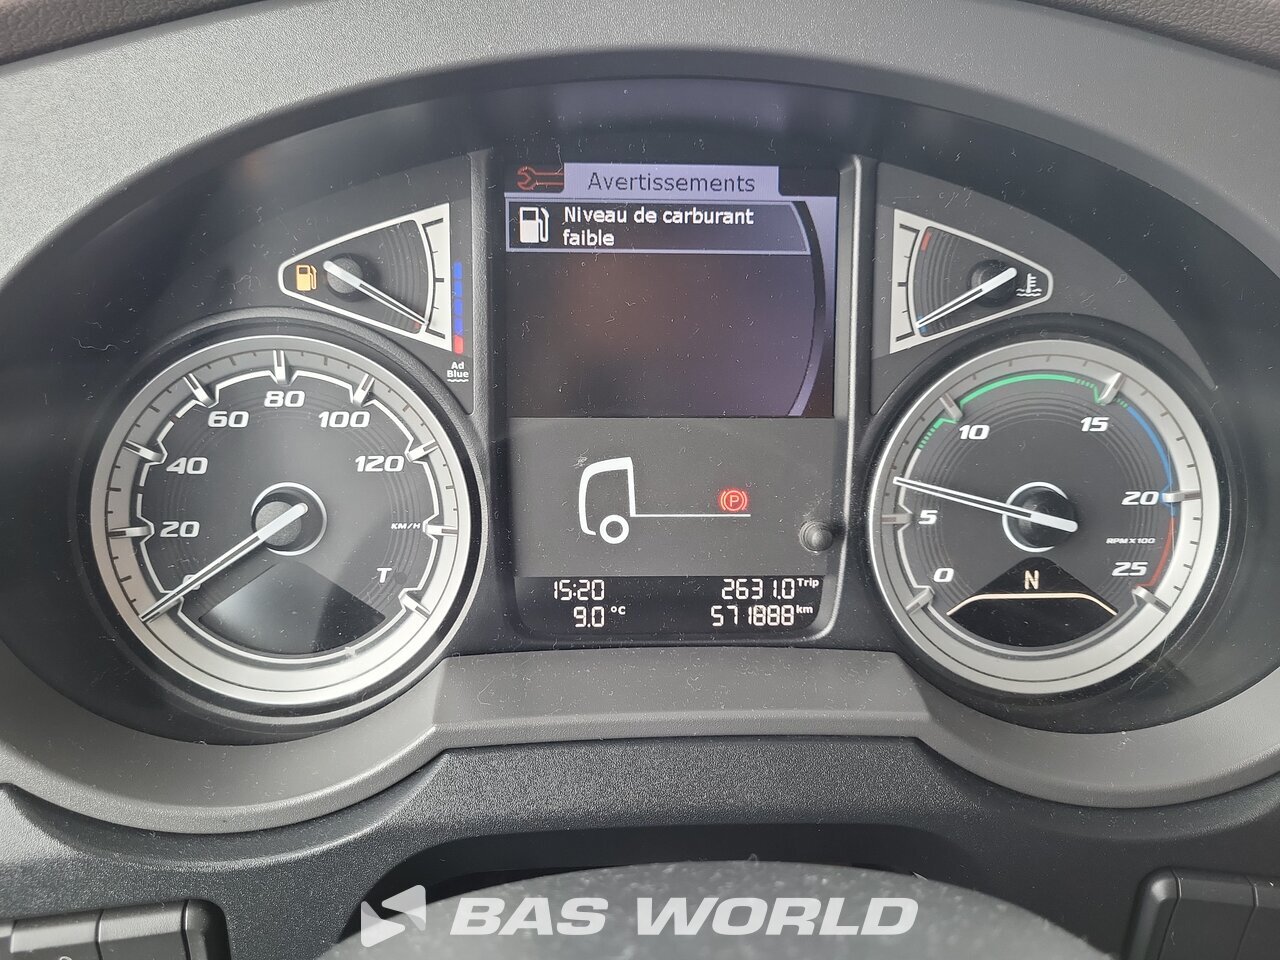 Avertissements
Niveau de carburant
faible
Ad
Blue
0
20
40
60
80
100
120
KM/H
T
P
15:20
2631.0 Trip
9.0 °C
571888 km
0
5
10
15
20
25
RPM X 100
N
BAS WORLD